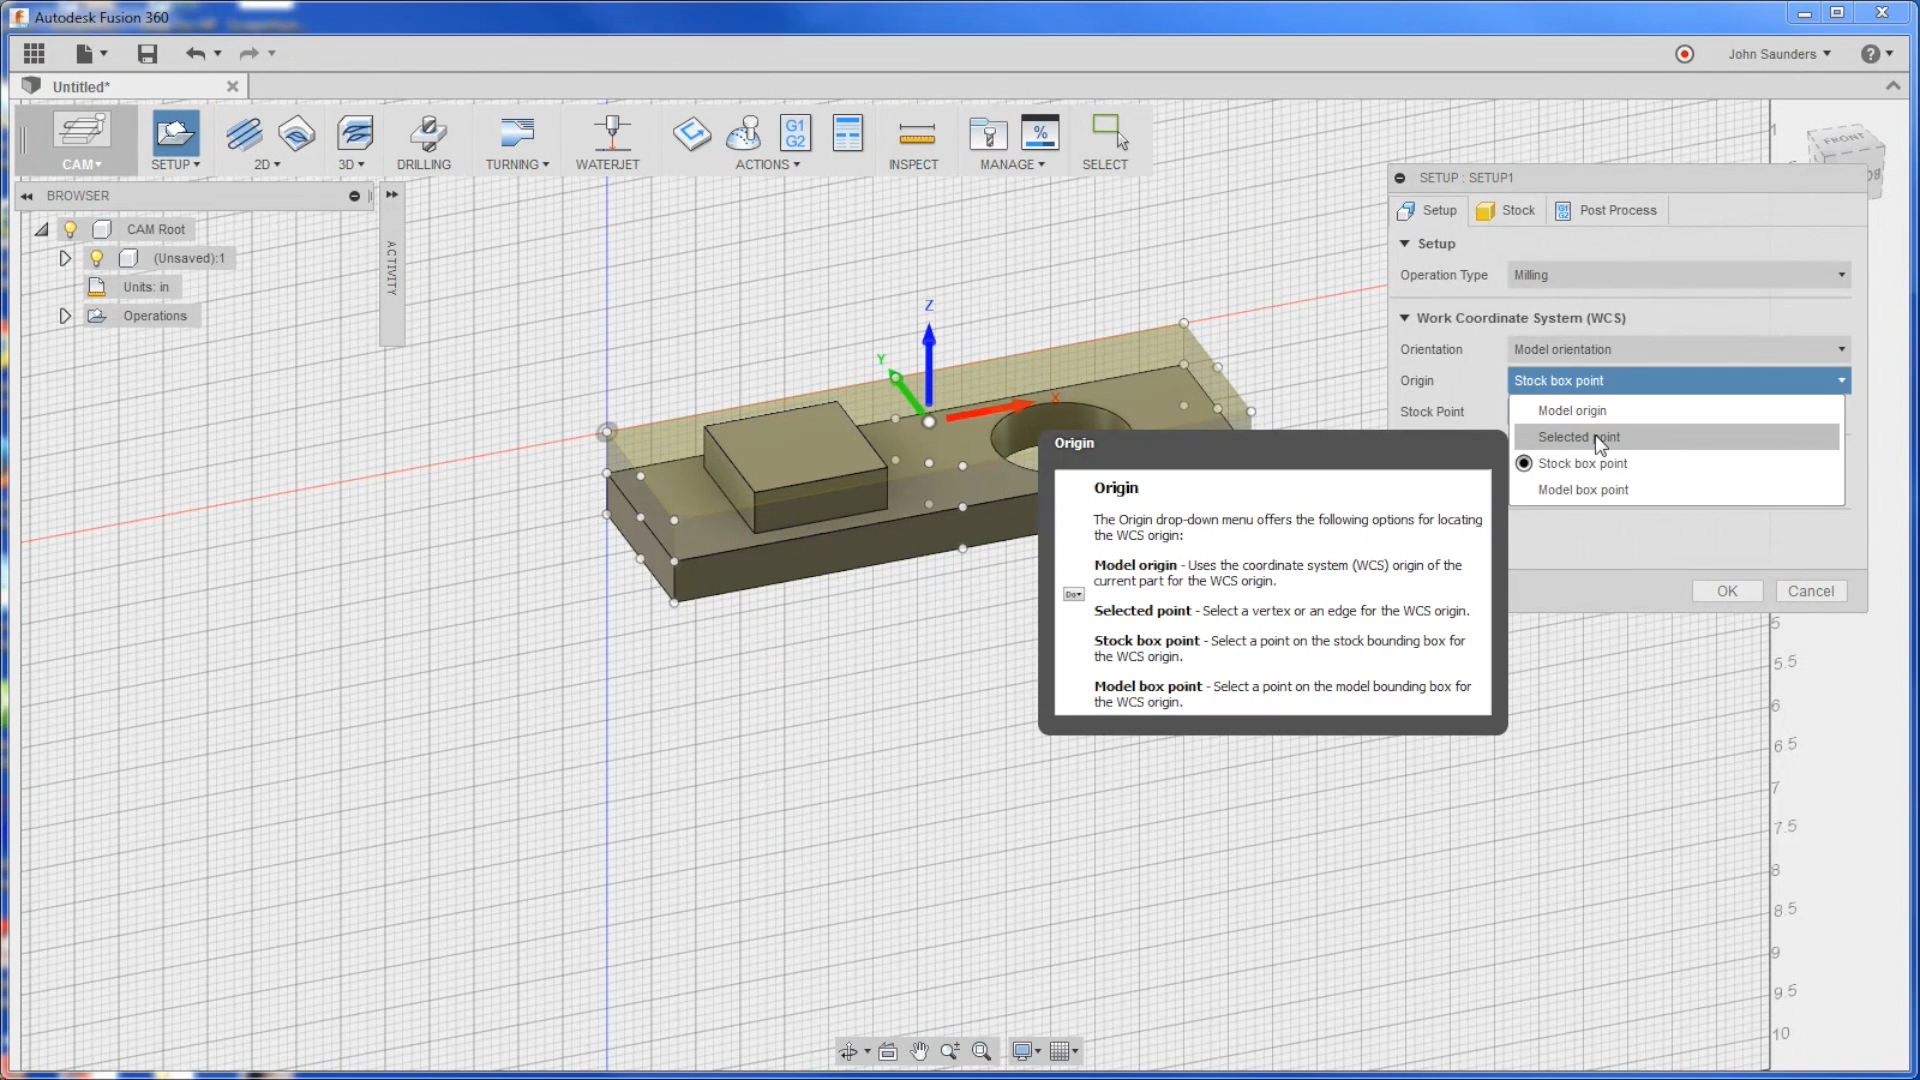 Autodesk Fusion 360
John Saunders
Untitled*
CAM
SETUP
2D
3D
DRILLING
TURNING
WATERJET
G1
G2
ACTIONS
INSPECT
%
MANAGE
SELECT
BROWSER
CAM Root
(Unsaved):1
Units: in
Operations
ACTIVITY
FRONT
SETUP : SETUP1
Setup
Stock
Post Process
Setup
Operation Type
Milling
Work Coordinate System (WCS)
Orientation
Model orientation
Origin
Stock box point
Stock Point
Model origin
Selected point
Stock box point
Model box point
OK
Cancel
Z
Y
X
Origin
Origin
The Origin drop-down menu offers the following options for locating
the WCS origin:
Model origin - Uses the coordinate system (WCS) origin of the
current part for the WCS origin.
Selected point - Select a vertex or an edge for the WCS origin.
Stock box point - Select a point on the stock bounding box for
the WCS origin.
Model box point - Select a point on the model bounding box for
the WCS origin.
5
5.5
6
6.5
7
7.5
8
8.5
9
9.5
10